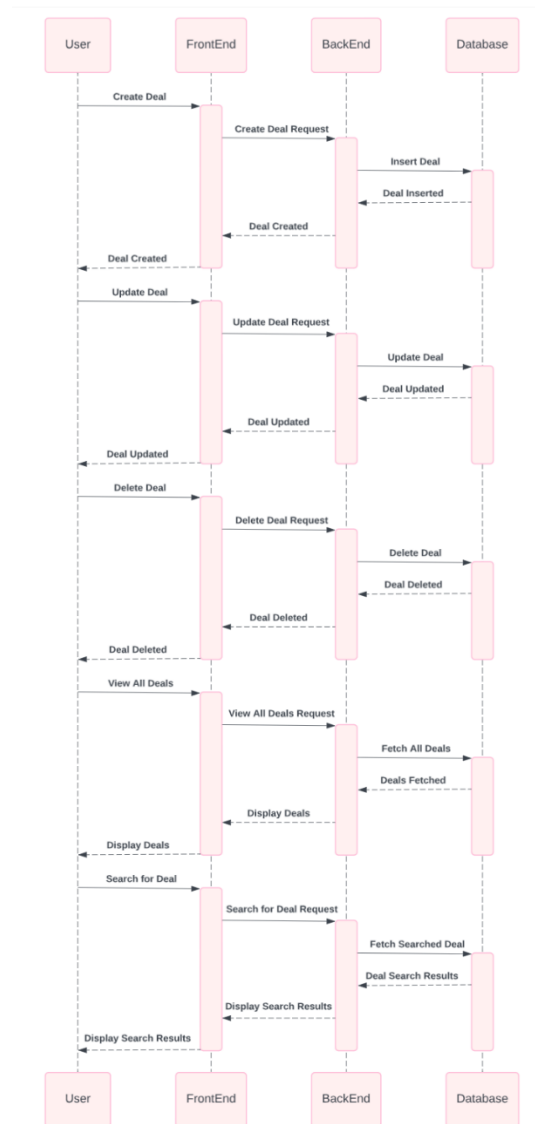 User
FrontEnd
BackEnd
Database
Create Deal
Create Deal Request
Insert Deal
Deal Inserted
Deal Created
Deal Created
Update Deal
Update Deal Request
Update Deal
Deal Updated
Deal Updated
Deal Updated
Delete Deal
Delete Deal Request
Delete Deal
Deal Deleted
Deal Deleted
Deal Deleted
View All Deals
View All Deals Request
Fetch All Deals
Deals Fetched
Display Deals
Display Deals
Search for Deal
Search for Deal Request
Fetch Searched Deal
Deal Search Results
Display Search Results
Display Search Results
User
FrontEnd
BackEnd
Database